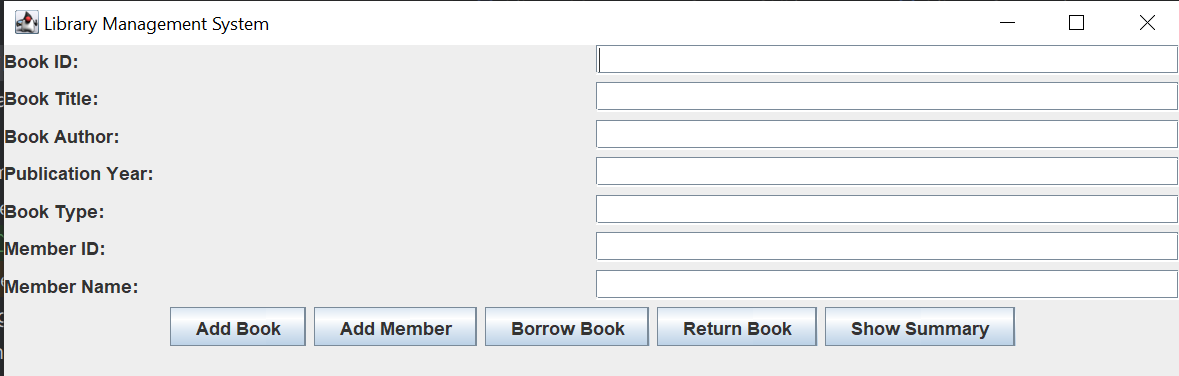 Library Management System
Book ID:
Book Title:
Book Author:
Publication Year:
Book Type:
Member ID:
Member Name:
Add Book Add Member Borrow Book Return Book Show Summary